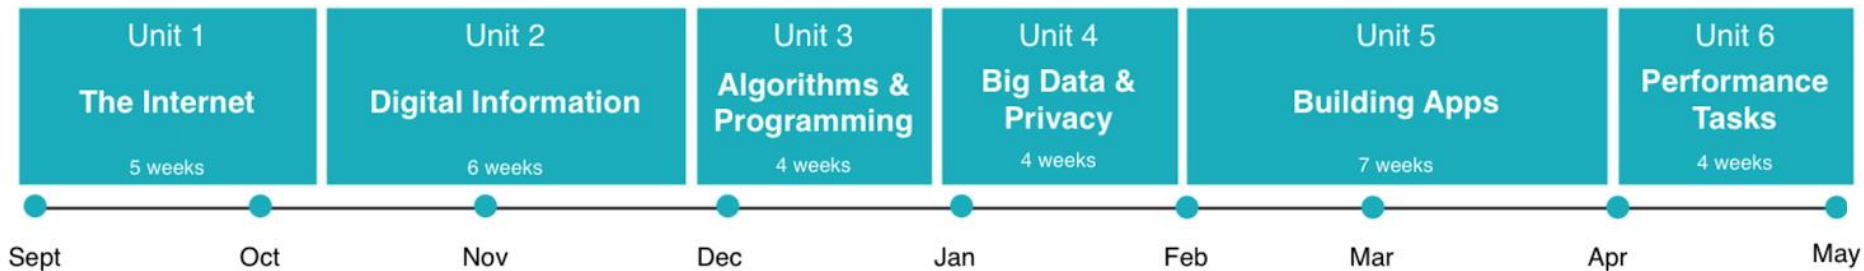 Unit 1
The Internet
5 weeks
Unit 2
Digital Information
6 weeks
Unit 3
Algorithms &
Programming
4 weeks
Unit 4
Big Data &
Privacy
4 weeks
Unit 5
Building Apps
7 weeks
Unit 6
Performance
Tasks
4 weeks
Sept
Oct
Nov
Dec
Jan
Feb
Mar
Apr
May